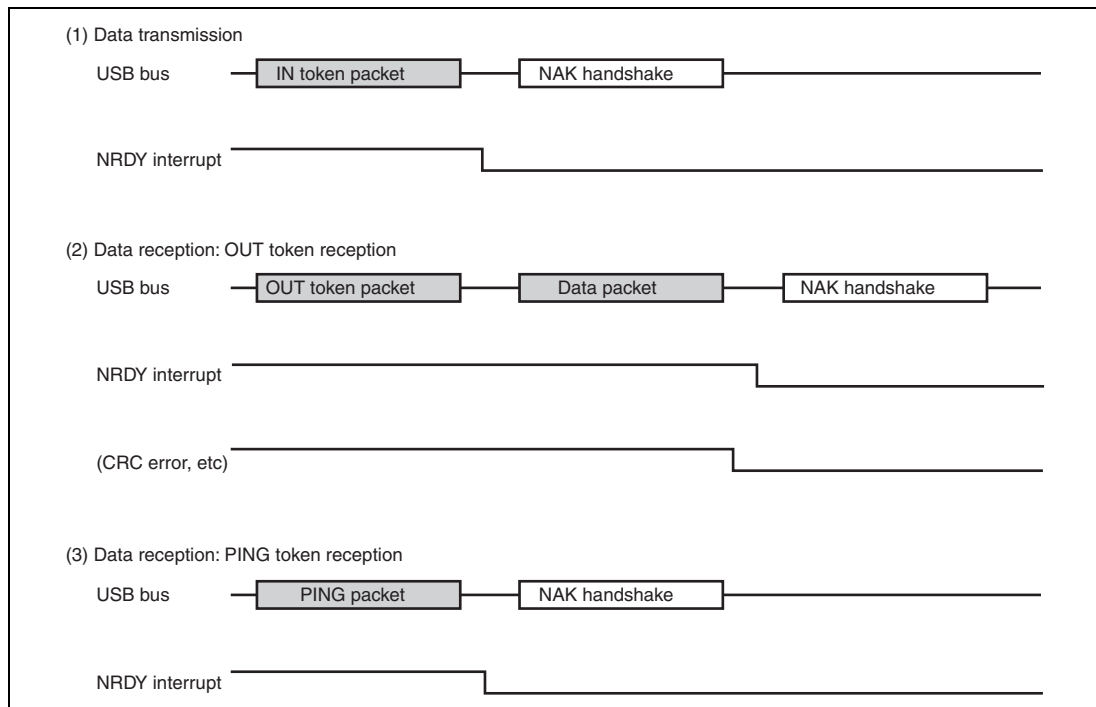 (1) Data transmission
USB bus IN token packet NAK handshake
NRDY interrupt
(2) Data reception: OUT token reception
USB bus OUT token packet Data packet NAK handshake
NRDY interrupt
(CRC error, etc)
(3) Data reception: PING token reception
USB bus PING packet NAK handshake
NRDY interrupt